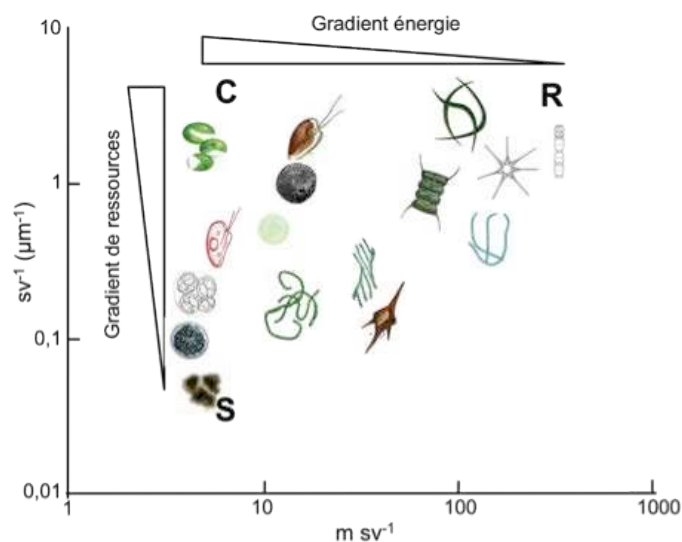 Gradient énergie
10
C
R
Gradient de ressources
1
sv⁻¹ (µm⁻¹)
0,1
S
0,01
1
10
100
1000
m sv⁻¹